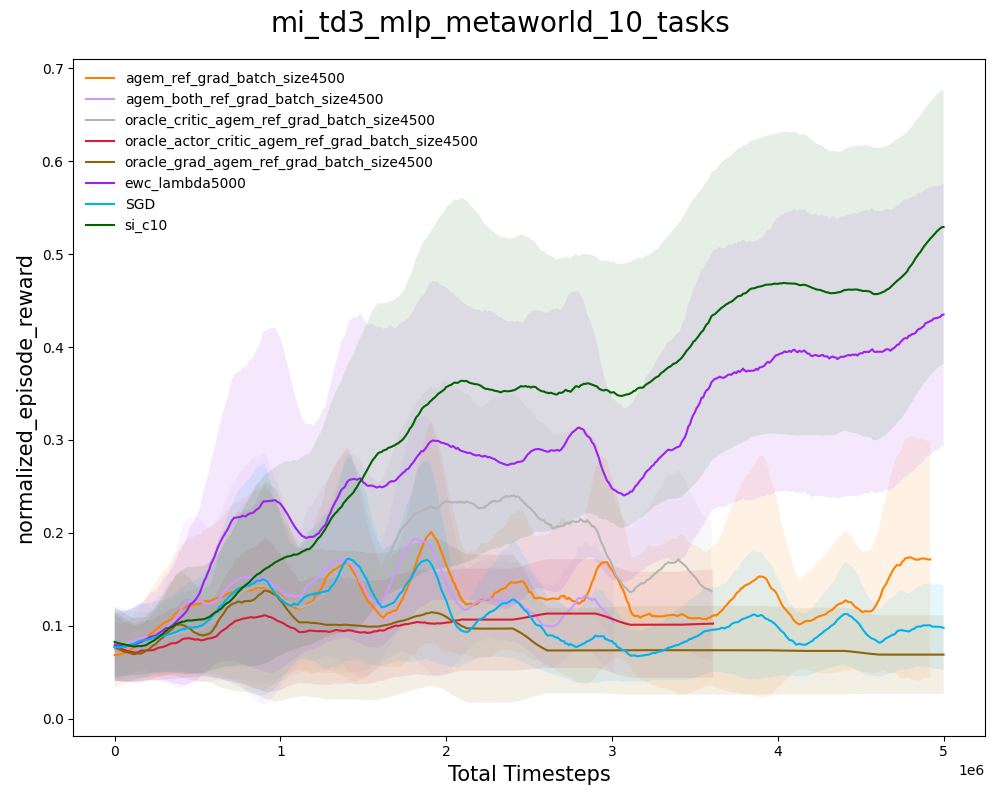 mi_td3_mlp_metaworld_10_tasks
agem_ref_grad_batch_size4500
agem_both_ref_grad_batch_size4500
oracle_critic_agem_ref_grad_batch_size4500
oracle_actor_critic_agem_ref_grad_batch_size4500
oracle_grad_agem_ref_grad_batch_size4500
ewc_lambda5000
SGD
si_c10
normalized_episode_reward
0.7
0.6
0.5
0.4
0.3
0.2
0.1
0.0
0 1 2 3 4 5
1e6
Total Timesteps